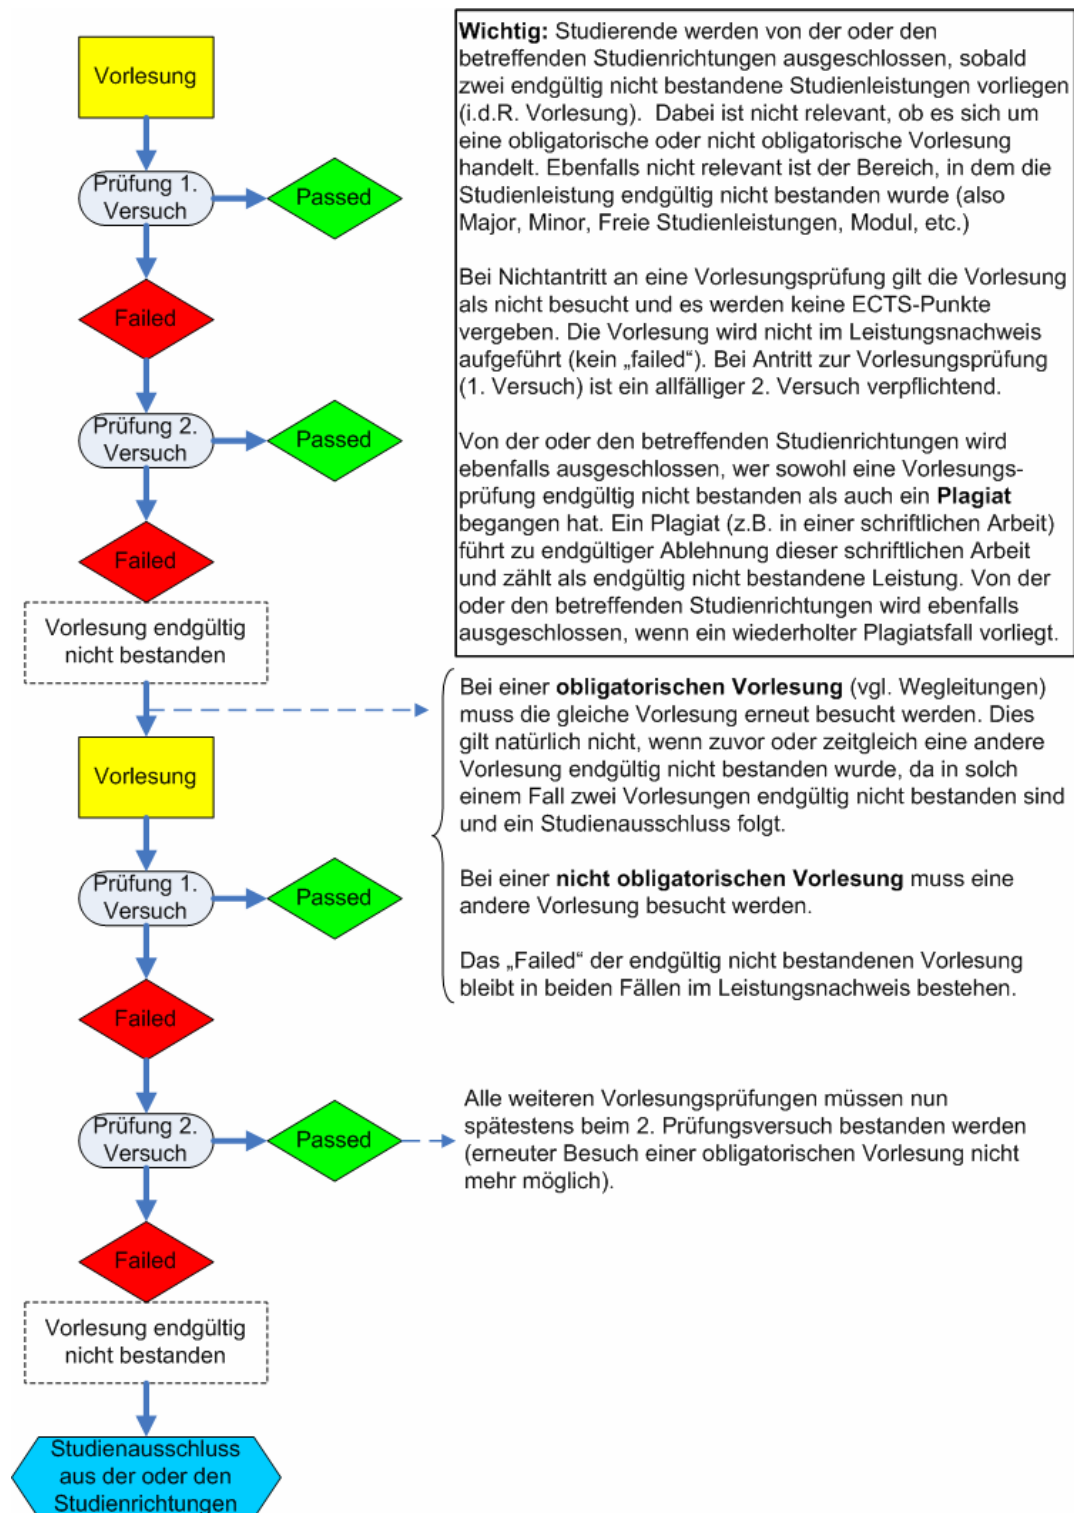 Vorlesung
Prüfung 1.
Versuch
Passed
Failed
Prüfung 2.
Versuch
Passed
Failed
Vorlesung endgültig
nicht bestanden
Vorlesung
Prüfung 1.
Versuch
Passed
Failed
Prüfung 2.
Versuch
Passed
Failed
Vorlesung endgültig
nicht bestanden
Studienausschluss
aus der oder den
Studienrichtungen
Wichtig: Studierende werden von der oder den
betreffenden Studienrichtungen ausgeschlossen, sobald
zwei endgültig nicht bestandene Studienleistungen vorliegen
(i.d.R. Vorlesung). Dabei ist nicht relevant, ob es sich um
eine obligatorische oder nicht obligatorische Vorlesung
handelt. Ebenfalls nicht relevant ist der Bereich, in dem die
Studienleistung endgültig nicht bestanden wurde (also
Major, Minor, Freie Studienleistungen, Modul, etc.)
Bei Nichtantritt an eine Vorlesungsprüfung gilt die Vorlesung
als nicht besucht und es werden keine ECTS-Punkte
vergeben. Die Vorlesung wird nicht im Leistungsnachweis
aufgeführt (kein „failed“). Bei Antritt zur Vorlesungsprüfung
(1. Versuch) ist ein allfälliger 2. Versuch verpflichtend.
Von der oder den betreffenden Studienrichtungen wird
ebenfalls ausgeschlossen, wer sowohl eine Vorlesungs-
prüfung endgültig nicht bestanden als auch ein Plagiat
begangen hat. Ein Plagiat (z.B. in einer schriftlichen Arbeit)
führt zu endgültiger Ablehnung dieser schriftlichen Arbeit
und zählt als endgültig nicht bestandene Leistung. Von der
oder den betreffenden Studienrichtungen wird ebenfalls
ausgeschlossen, wenn ein wiederholter Plagiatsfall vorliegt.
Bei einer obligatorischen Vorlesung (vgl. Wegleitungen)
muss die gleiche Vorlesung erneut besucht werden. Dies
gilt natürlich nicht, wenn zuvor oder zeitgleich eine andere
Vorlesung endgültig nicht bestanden wurde, da in solch
einem Fall zwei Vorlesungen endgültig nicht bestanden sind
und ein Studienausschluss folgt.
Bei einer nicht obligatorischen Vorlesung muss eine
andere Vorlesung besucht werden.
Das „Failed“ der endgültig nicht bestandenen Vorlesung
bleibt in beiden Fällen im Leistungsnachweis bestehen.
Alle weiteren Vorlesungsprüfungen müssen nun
spätestens beim 2. Prüfungsversuch bestanden werden
(erneuter Besuch einer obligatorischen Vorlesung nicht
mehr möglich).